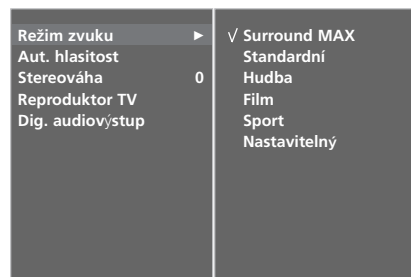 Režim zvuku ►
Aut. hlasitost
Stereováha 0
Reproduktor TV
Dig. audiovýstup
√ Surround MAX
Standardní
Hudba
Film
Sport
Nastavitelný